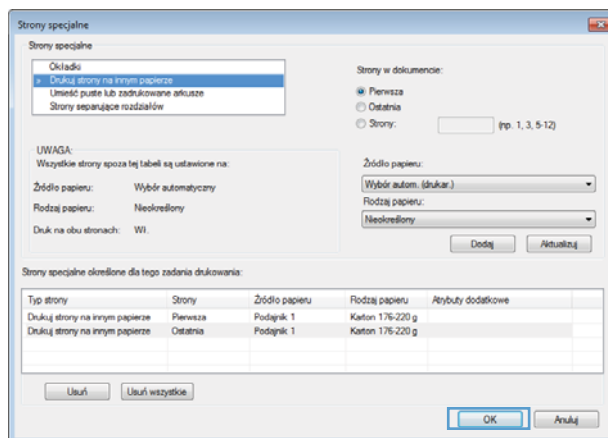 Strony specjalne
Strony specjalne
Okładki
» Drukuj strony na innym papierze
Umieść puste lub zadrukowane arkusze
Strony separujące rozdziałów
Strony w dokumencie:
Pierwsza
Ostatnia
Strony: (np. 1, 3, 5-12)
UWAGA:
Wszystkie strony spoza tej tabeli są ustawione na:
Źródło papieru: Wybór automatyczny
Rodzaj papieru: Nieokreślony
Druk na obu stronach: Wł.
Źródło papieru:
Wybór autom. (drukar.)
Rodzaj papieru:
Nieokreślony
Dodaj Aktualizuj
Strony specjalne określone dla tego zadania drukowania:
Typ strony Strony Źródło papieru Rodzaj papieru Atrybuty dodatkowe
Drukuj strony na innym papierze Pierwsza Podajnik 1 Karton 176-220 g
Drukuj strony na innym papierze Ostatnia Podajnik 1 Karton 176-220 g
Usuń Usuń wszystkie
OK Anuluj